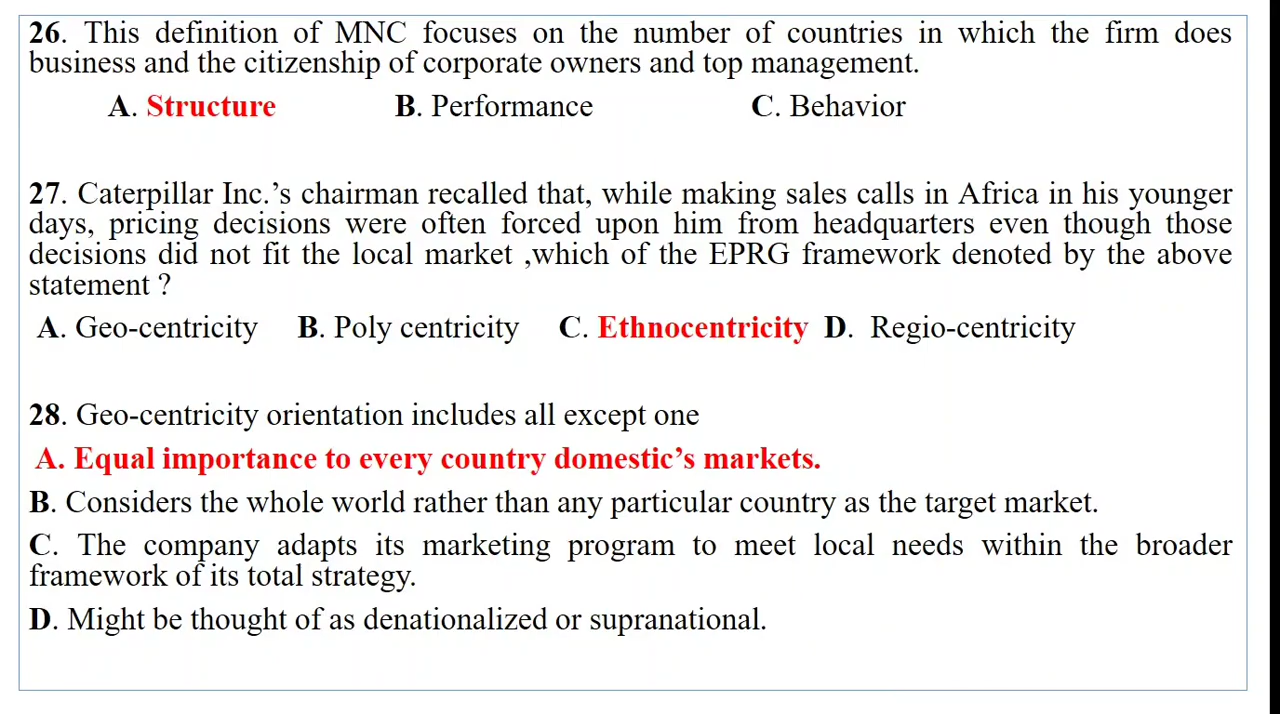 26. This definition of MNC focuses on the number of countries in which the firm does
business and the citizenship of corporate owners and top management.
A. Structure B. Performance C. Behavior
27. Caterpillar Inc.’s chairman recalled that, while making sales calls in Africa in his younger
days, pricing decisions were often forced upon him from headquarters even though those
decisions did not fit the local market ,which of the EPRG framework denoted by the above
statement ?
A. Geo-centricity B. Poly centricity C. Ethnocentricity D. Regio-centricity
28. Geo-centricity orientation includes all except one
A. Equal importance to every country domestic’s markets.
B. Considers the whole world rather than any particular country as the target market.
C. The company adapts its marketing program to meet local needs within the broader
framework of its total strategy.
D. Might be thought of as denationalized or supranational.